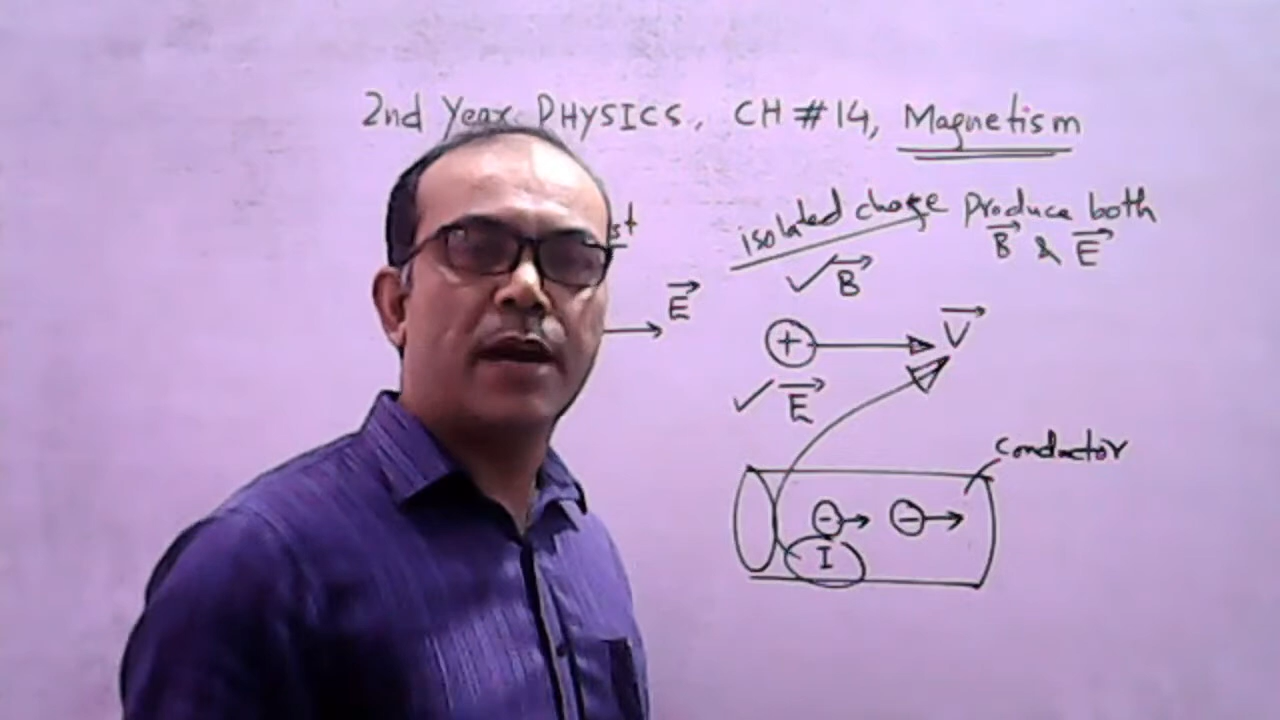 2nd Year PHYSICS, CH # 14, Magnetism
isolated charge Produce both
B & E
B
E
+
V
E
conductor
- -
I